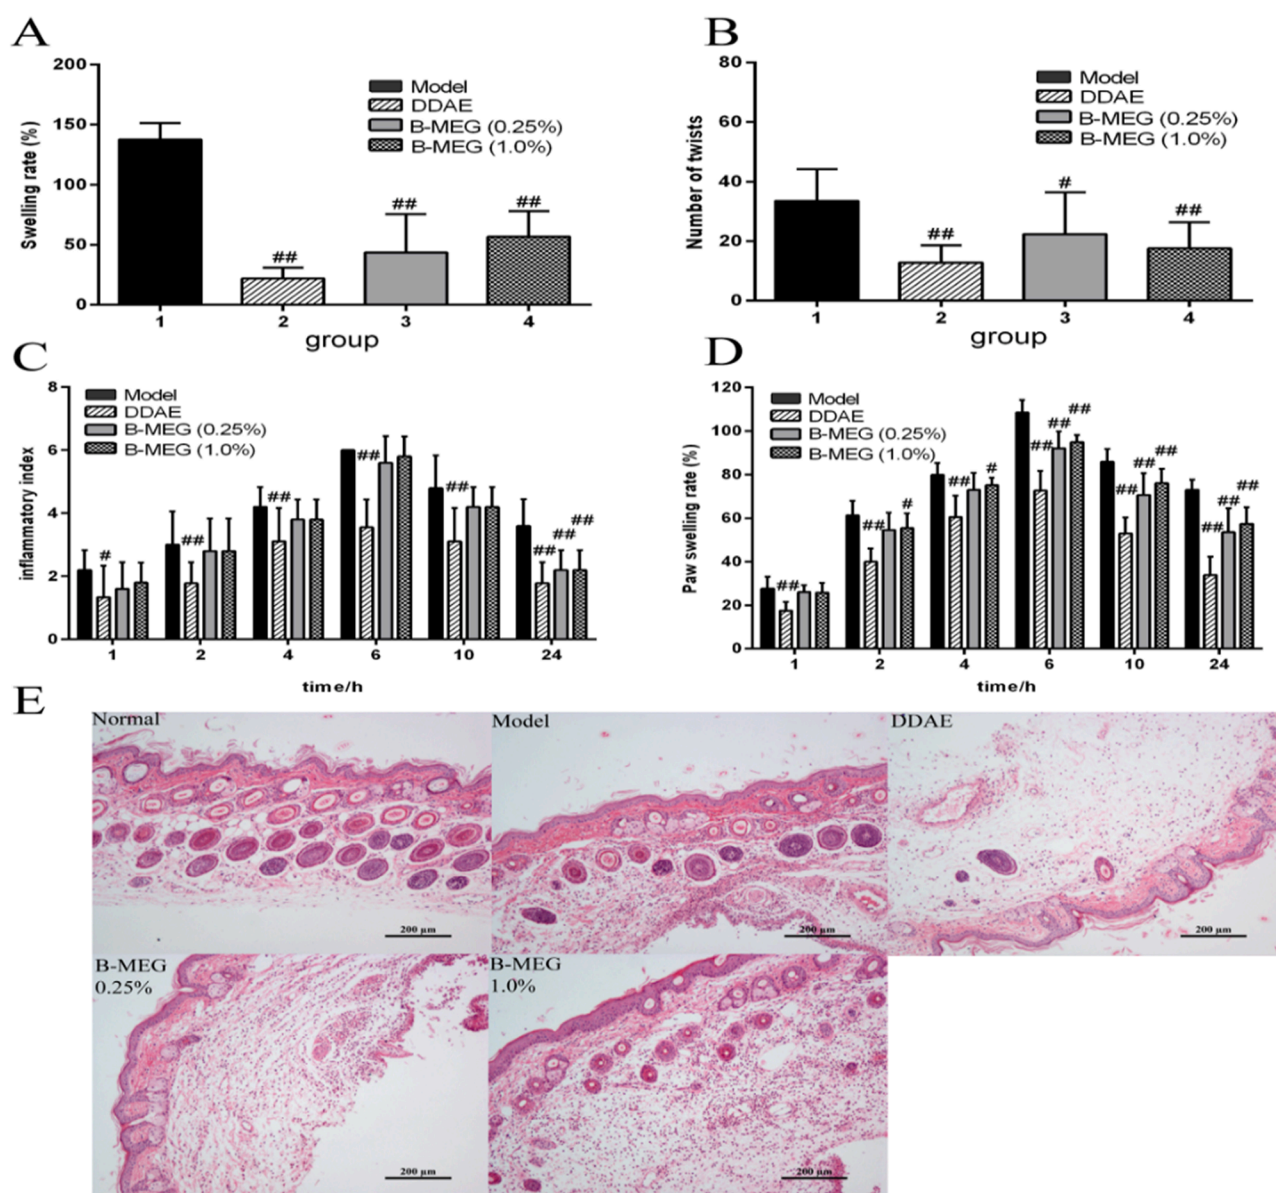 A
Swelling rate (%)
200
150
100
50
0
Model
DDAE
B-MEG (0.25%)
B-MEG (1.0%)
##
##
##
1
2
3
4
group
B
Number of twists
80
60
40
20
0
Model
DDAE
B-MEG (0.25%)
B-MEG (1.0%)
##
#
##
1
2
3
4
group
C
inflammatory index
8
6
4
2
0
Model
DDAE
B-MEG (0.25%)
B-MEG (1.0%)
#
##
##
##
##
##
##
##
1
2
4
6
10
24
time/h
D
Paw swelling rate (%)
120
100
80
60
40
20
0
Model
DDAE
B-MEG (0.25%)
B-MEG (1.0%)
##
##
#
##
#
##
##
##
##
##
##
##
##
##
1
2
4
6
10
24
time/h
E
Normal
200 μm
Model
200 μm
DDAE
200 μm
B-MEG
0.25%
200 μm
B-MEG
1.0%
200 μm